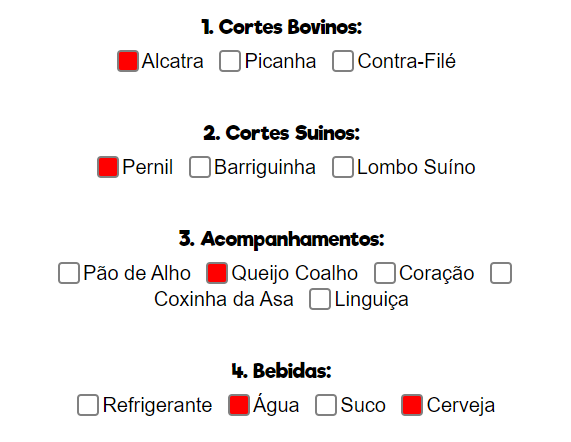 1. Cortes Bovinos:
Alcatra Picanha Contra-Filé
2. Cortes Suinos:
Pernil Barriguinha Lombo Suíno
3. Acompanhamentos:
Pão de Alho Queijo Coalho Coração
Coxinha da Asa Linguiça
4. Bebidas:
Refrigerante Água Suco Cerveja